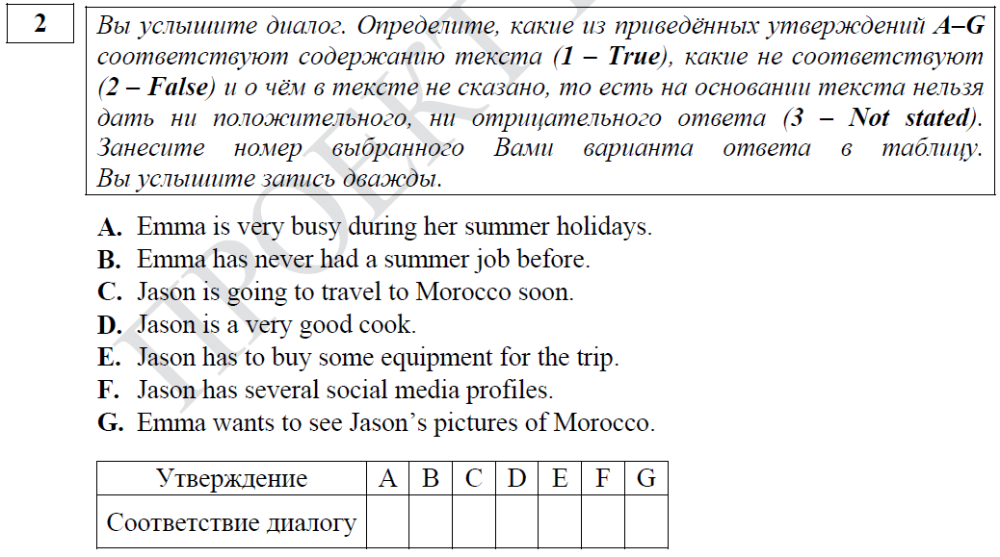 2
Вы услышите диалог. Определите, какие из приведённых утверждений A–G
соответствуют содержанию текста (1 – True), какие не соответствуют
(2 – False) и о чём в тексте не сказано, то есть на основании текста нельзя
дать ни положительного, ни отрицательного ответа (3 – Not stated).
Занесите номер выбранного Вами варианта ответа в таблицу.
Вы услышите запись дважды.
A. Emma is very busy during her summer holidays.
B. Emma has never had a summer job before.
C. Jason is going to travel to Morocco soon.
D. Jason is a very good cook.
E. Jason has to buy some equipment for the trip.
F. Jason has several social media profiles.
G. Emma wants to see Jason’s pictures of Morocco.
Утверждение A B C D E F G
Соответствие диалогу
ПРОЕКТ